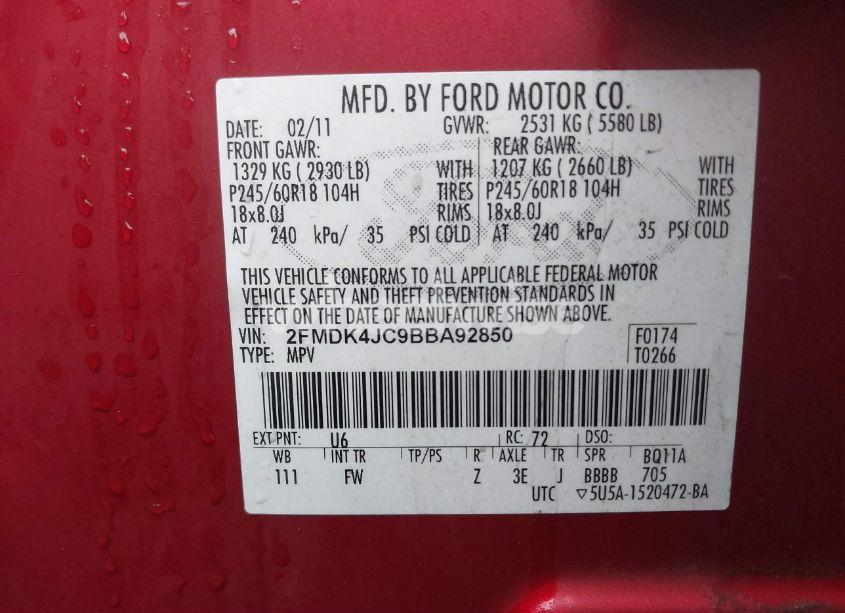 MFD. BY FORD MOTOR CO.
DATE: 02/11 GVWR: 2531 KG ( 5580 LB)
FRONT GAWR: REAR GAWR:
1329 KG ( 2930 LB) WITH 1207 KG ( 2660 LB) WITH
P245/60R18 104H TIRES P245/60R18 104H TIRES
18x8.0J RIMS 18x8.0J RIMS
AT 240 kPa/ 35 PSI COLD AT 240 kPa/ 35 PSI COLD
THIS VEHICLE CONFORMS TO ALL APPLICABLE FEDERAL MOTOR
VEHICLE SAFETY AND THEFT PREVENTION STANDARDS IN
EFFECT ON THE DATE OF MANUFACTURE SHOWN ABOVE.
VIN: 2FMDK4JC9BBA92850 F0174
TYPE: MPV T0266
EXT PNT: U6 RC: 72 DSO:
WB INT TR TP/PS R AXLE TR SPR BQ11A
111 FW Z 3E J BBBB 705
UTC ▽5U5A-1520472-BA